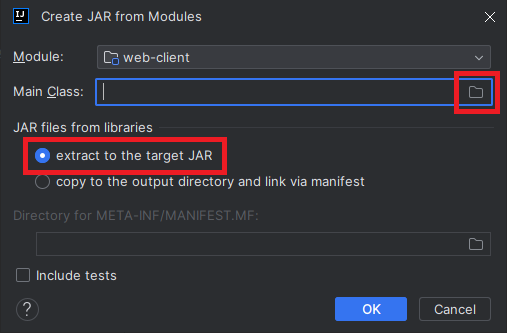 IJ
Create JAR from Modules
Module: web-client
Main Class:
JAR files from libraries
extract to the target JAR
copy to the output directory and link via manifest
Directory for META-INF/MANIFEST.MF:
Include tests
? OK Cancel